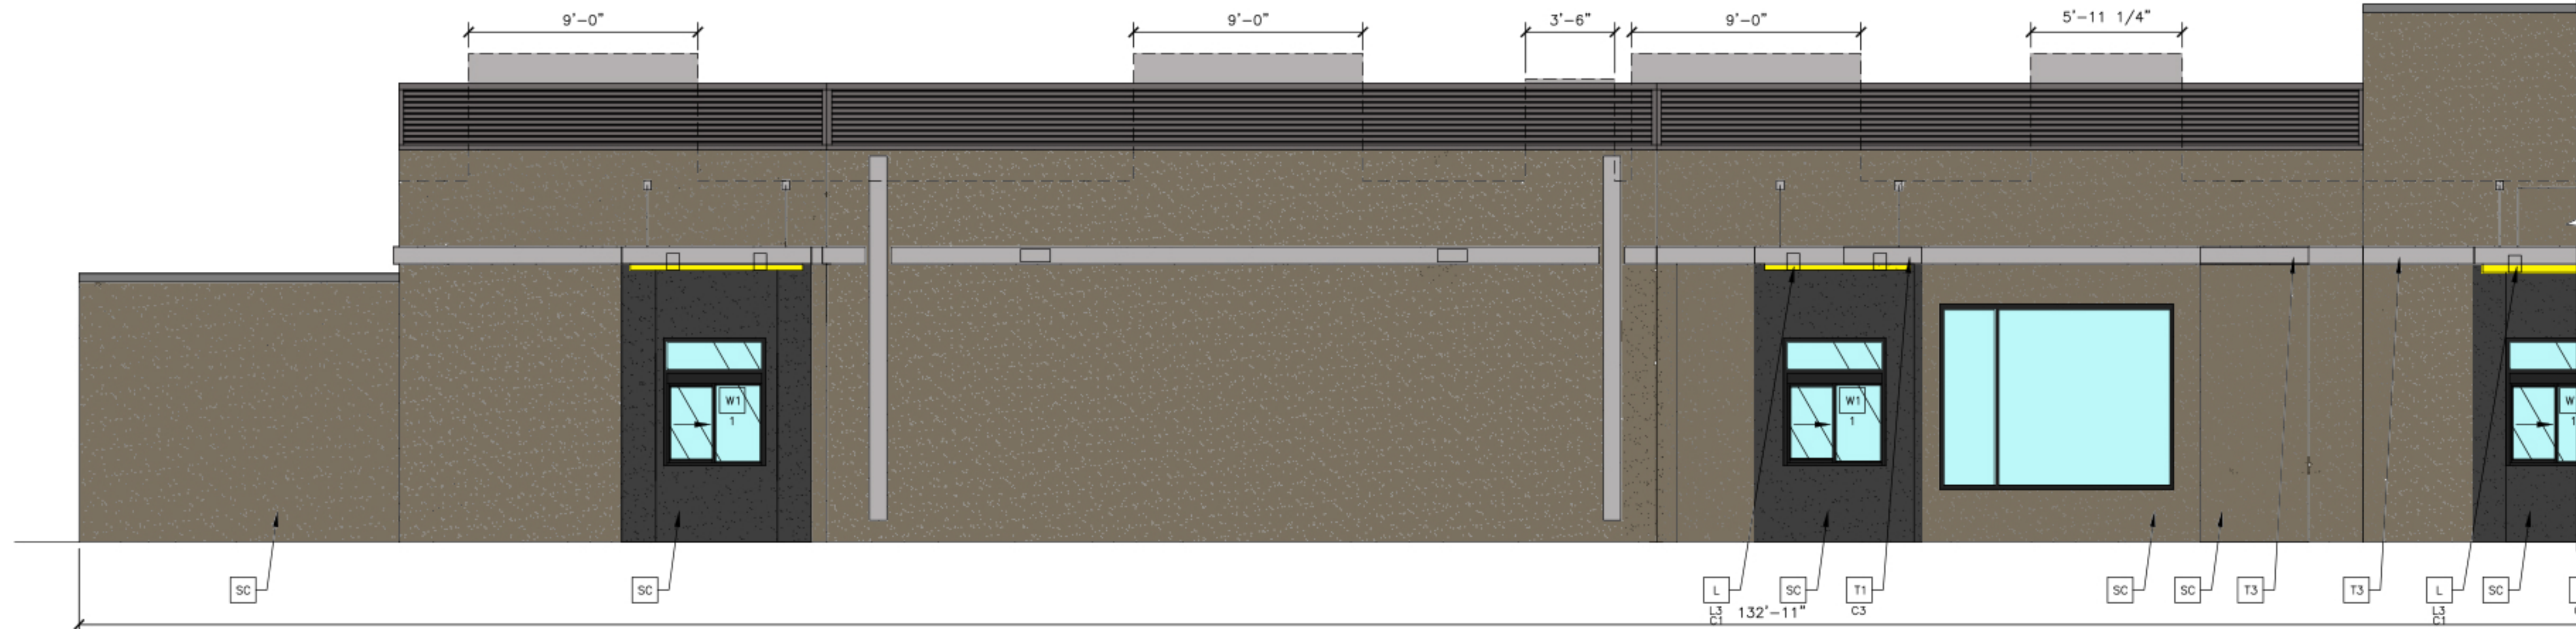 9'-0"
9'-0"
3'-6"
9'-0"
5'-11 1/4"
W1
1
W1
1
W
1
SC
SC
L
L3
C1
SC
T1
C3
SC
SC
T3
T3
L
L3
C1
SC
132'-11"